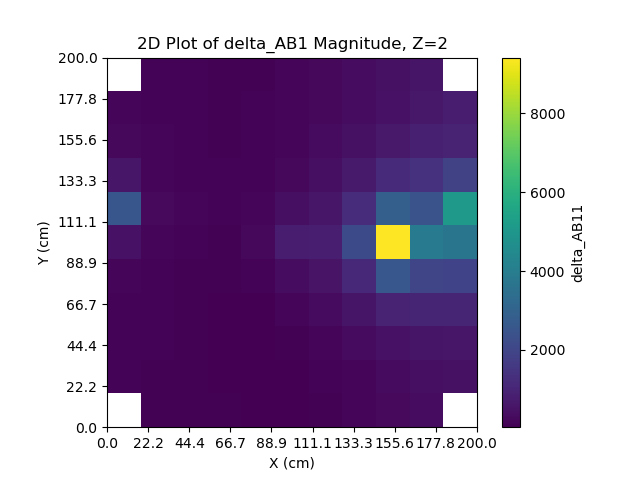 2D Plot of delta_AB1 Magnitude, Z=2
200.0
177.8
155.6
133.3
111.1
88.9
66.7
44.4
22.2
0.0
Y (cm)
0.0 22.2 44.4 66.7 88.9 111.1 133.3 155.6 177.8 200.0
X (cm)
8000
6000
4000
2000
delta_AB11